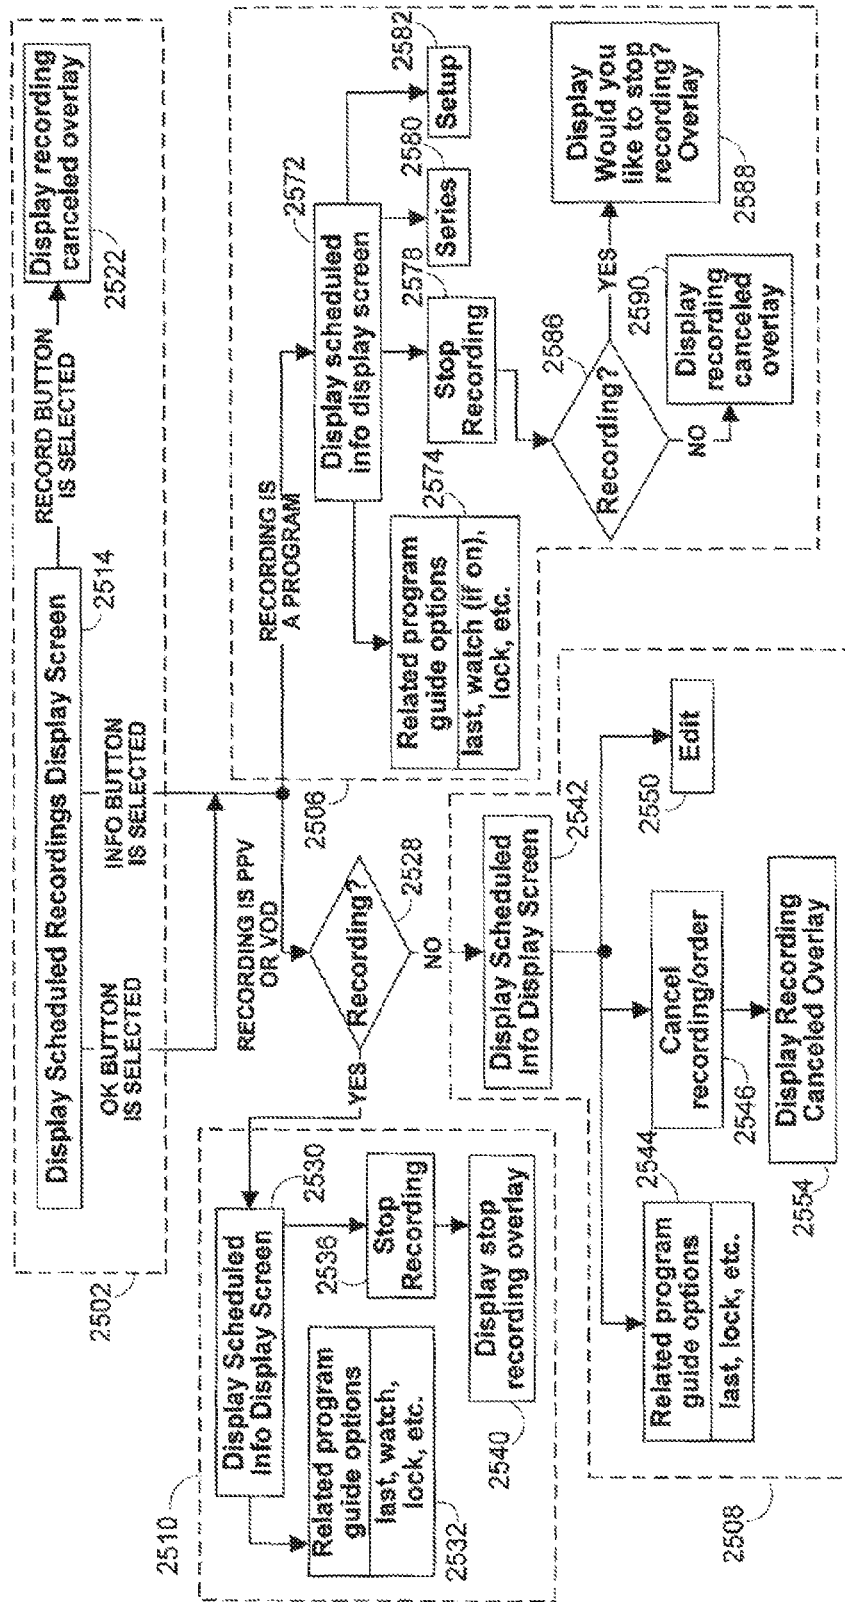 Display Scheduled Recordings Display Screen
2514
RECORD BUTTON
IS SELECTED
Display recording
canceled overlay
2522
OK BUTTON
IS SELECTED
INFO BUTTON
IS SELECTED
2502
RECORDING IS PPV
OR VOD
RECORDING IS
A PROGRAM
2506
Recording?
2528
YES
NO
2510
Display Scheduled
Info Display Screen
2530
Related program
guide options
last, watch,
lock, etc.
2532
2536
Stop
Recording
Display stop
recording overlay
2540
Display Scheduled
Info Display Screen
2542
2544
Related program
guide options
last, lock, etc.
Cancel
recording/order
2546
Edit
2550
Display Recording
Canceled Overlay
2554
2508
Display scheduled
info display screen
2572
Related program
guide options
last, watch (if on),
lock, etc.
2574
Stop
Recording
2578
Series
2580
Setup
2582
Recording?
2586
YES
NO
Display
Would you
like to stop
recording?
Overlay
2588
Display
recording
canceled
overlay
2590